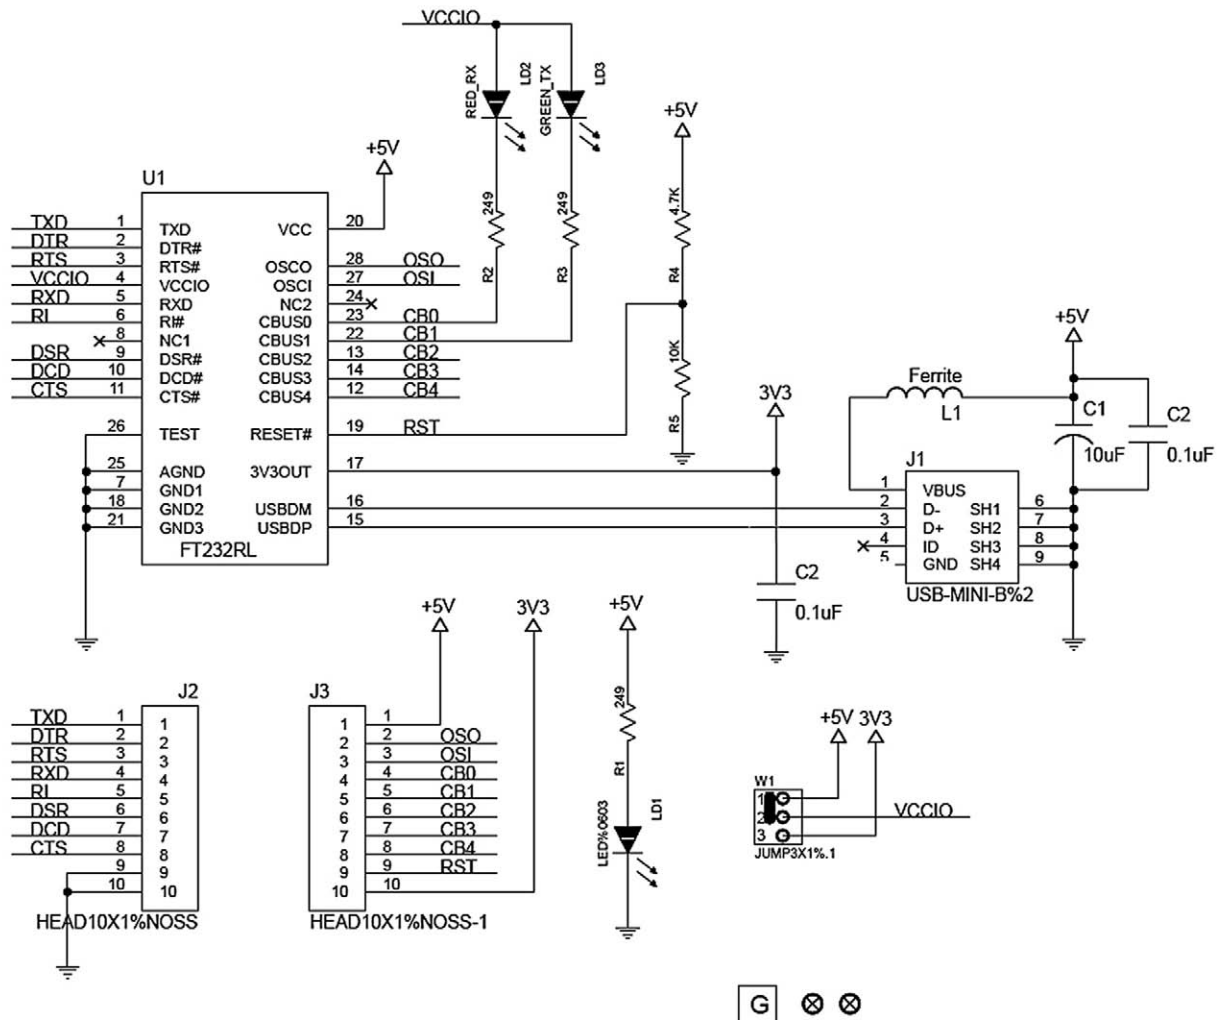 VCCIO
RED_RX
LD2
GREEN_TX
LD3
+5V
+5V
U1
249
249
4.7K
R2
R3
R4
TXD 1 TXD VCC 20
DTR 2 DTR#
RTS 3 RTS# OSCO 28 OSO
VCCIO 4 VCCIO OSCI 27 OSI
RXD 5 RXD NC2 24
RI 6 RI# CBUS0 23 CB0
8 NC1 CBUS1 22 CB1
DSR 9 DSR# CBUS2 13 CB2
DCD 10 DCD# CBUS3 14 CB3
CTS 11 CTS# CBUS4 12 CB4
26 TEST RESET# 19 RST
25 AGND 3V3OUT 17
7 GND1
18 GND2 USBDM 16
21 GND3 USBDP 15
FT232RL
10K
R5
3V3
+5V
Ferrite
L1
C1
10uF
C2
0.1uF
J1
1 VBUS
2 D- SH1 6
3 D+ SH2 7
4 ID SH3 8
5 GND SH4 9
USB-MINI-B%2
C2
0.1uF
+5V
3V3
+5V
J2
TXD 1 1
DTR 2 2
RTS 3 3
RXD 4 4
RI 5 5
DSR 6 6
DCD 7 7
CTS 8 8
9 9
10 10
HEAD10X1%NOSS
J3
1 1
2 2 OSO
3 3 OSI
4 4 CB0
5 5 CB1
6 6 CB2
7 7 CB3
8 8 CB4
9 9 RST
10 10
HEAD10X1%NOSS-1
249
R1
LED%0603
LD1
+5V 3V3
W1
1
2 VCCIO
3
JUMP3X1%.1
G